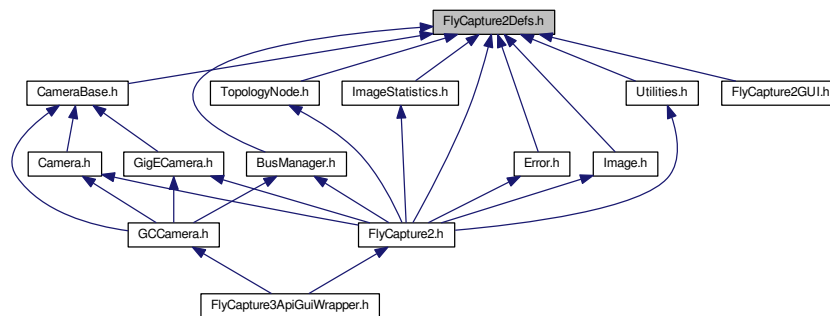 FlyCapture2Defs.h
CameraBase.h
TopologyNode.h
ImageStatistics.h
Utilities.h
FlyCapture2GUI.h
Camera.h
GigECamera.h
BusManager.h
Error.h
Image.h
GCCamera.h
FlyCapture2.h
FlyCapture3ApiGuiWrapper.h